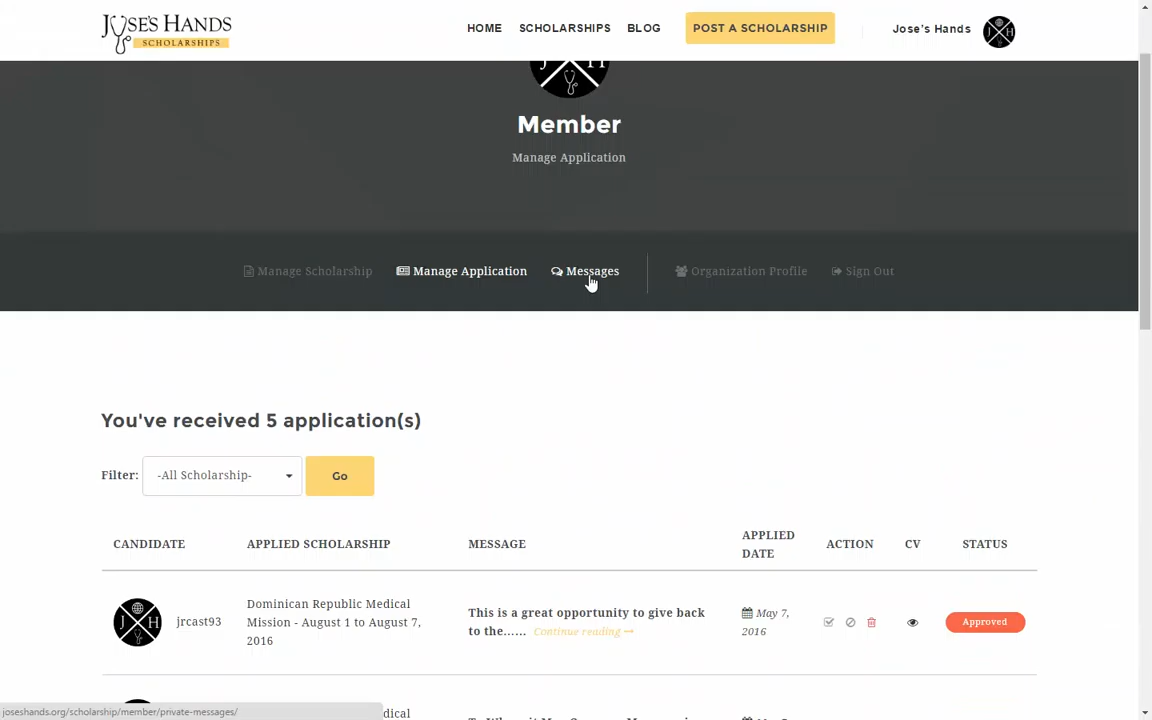 JOSE'S HANDS
SCHOLARSHIPS
HOME SCHOLARSHIPS BLOG POST A SCHOLARSHIP Jose's Hands
J H
Member
Manage Application
Manage Scholarship Manage Application Messages Organization Profile Sign Out
You've received 5 application(s)
Filter: -All Scholarship- Go
CANDIDATE APPLIED SCHOLARSHIP MESSAGE APPLIED DATE ACTION CV STATUS
J H
jrcast93
Dominican Republic Medical
Mission - August 1 to August 7,
2016
This is a great opportunity to give back
to the...... Continue reading →
May 7,
2016
Approved
dical
joseshands.org/scholarship/member/private-messages/